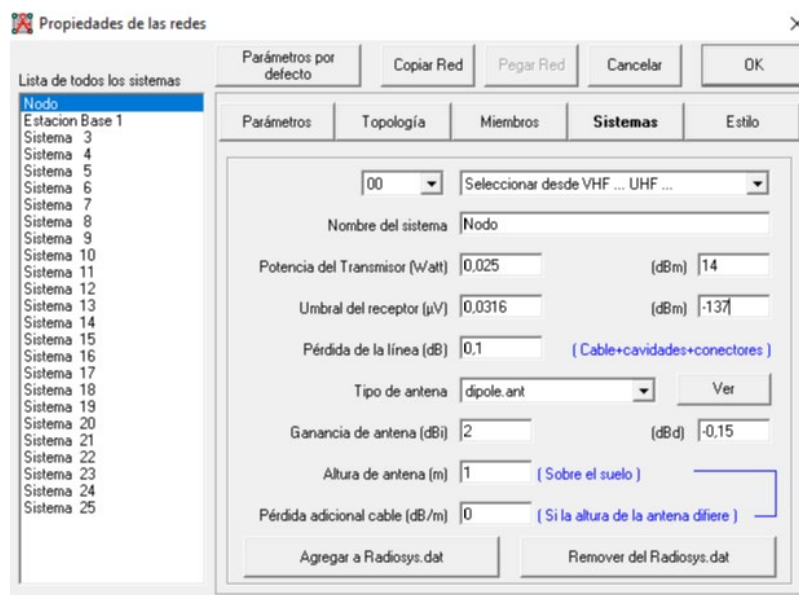 Propiedades de las redes
Lista de todos los sistemas
Nodo
Estacion Base 1
Sistema 3
Sistema 4
Sistema 5
Sistema 6
Sistema 7
Sistema 8
Sistema 9
Sistema 10
Sistema 11
Sistema 12
Sistema 13
Sistema 14
Sistema 15
Sistema 16
Sistema 17
Sistema 18
Sistema 19
Sistema 20
Sistema 21
Sistema 22
Sistema 23
Sistema 24
Sistema 25
Parámetros por
defecto
Copiar Red
Pegar Red
Cancelar
OK
Parámetros
Topología
Miembros
Sistemas
Estilo
00 Seleccionar desde VHF ... UHF ...
Nombre del sistema Nodo
Potencia del Transmisor (Watt) 0,025 (dBm) 14
Umbral del receptor (µV) 0,0316 (dBm) -137
Pérdida de la línea (dB) 0,1 ( Cable+cavidades+conectores )
Tipo de antena dipole.ant Ver
Ganancia de antena (dBi) 2 (dBd) -0,15
Altura de antena (m) 1 ( Sobre el suelo )
Pérdida adicional cable (dB/m) 0 ( Si la altura de la antena difiere )
Agregar a Radiosys.dat
Remover del Radiosys.dat